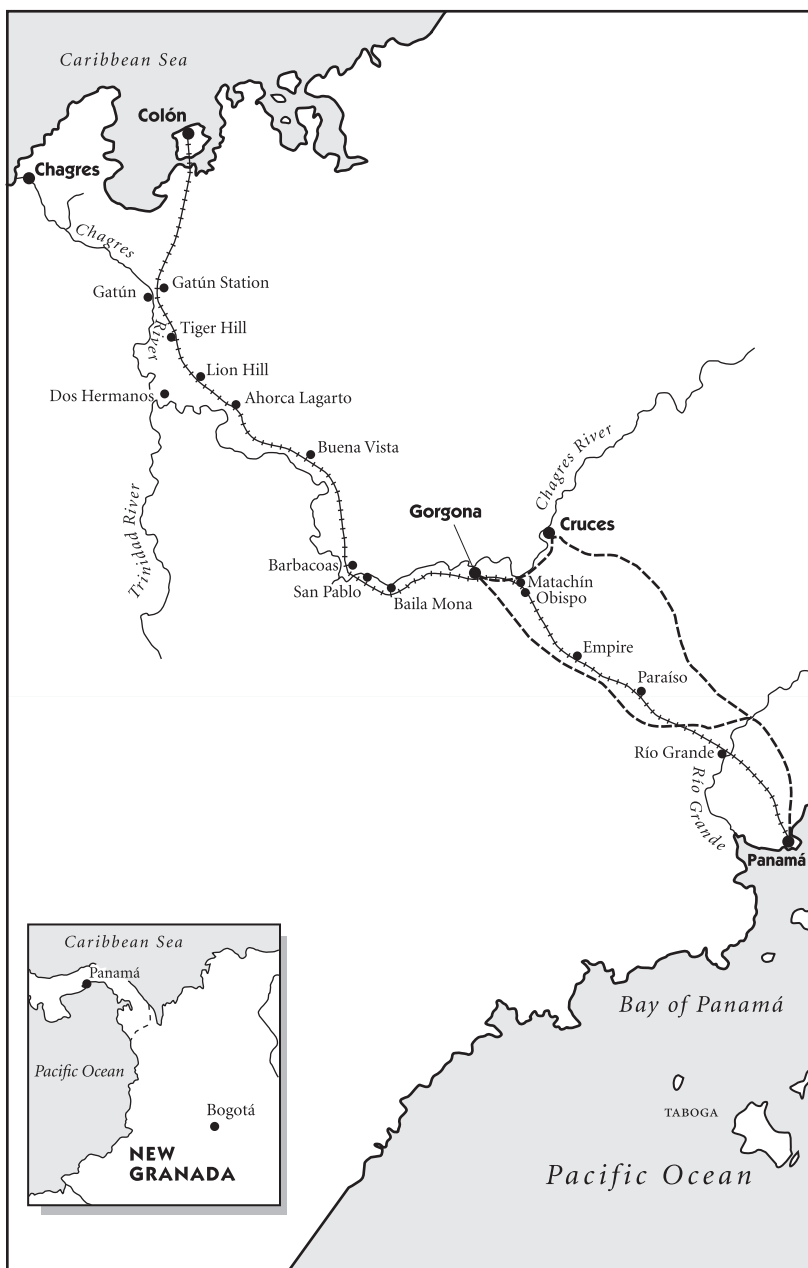 Caribbean Sea
Colón
Chagres
Chagres
Gatún Station
Gatún
River
Tiger Hill
Lion Hill
Dos Hermanos
Ahorca Lagarto
Buena Vista
Chagres River
Trinidad River
Gorgona
Cruces
Barbacoas
San Pablo
Baila Mona
Matachín
Obispo
Empire
Paraíso
Río Grande
Río Grande
Panamá
Caribbean Sea
Panamá
Pacific Ocean
Bogotá
NEW
GRANADA
Bay of Panamá
TABOGA
Pacific Ocean